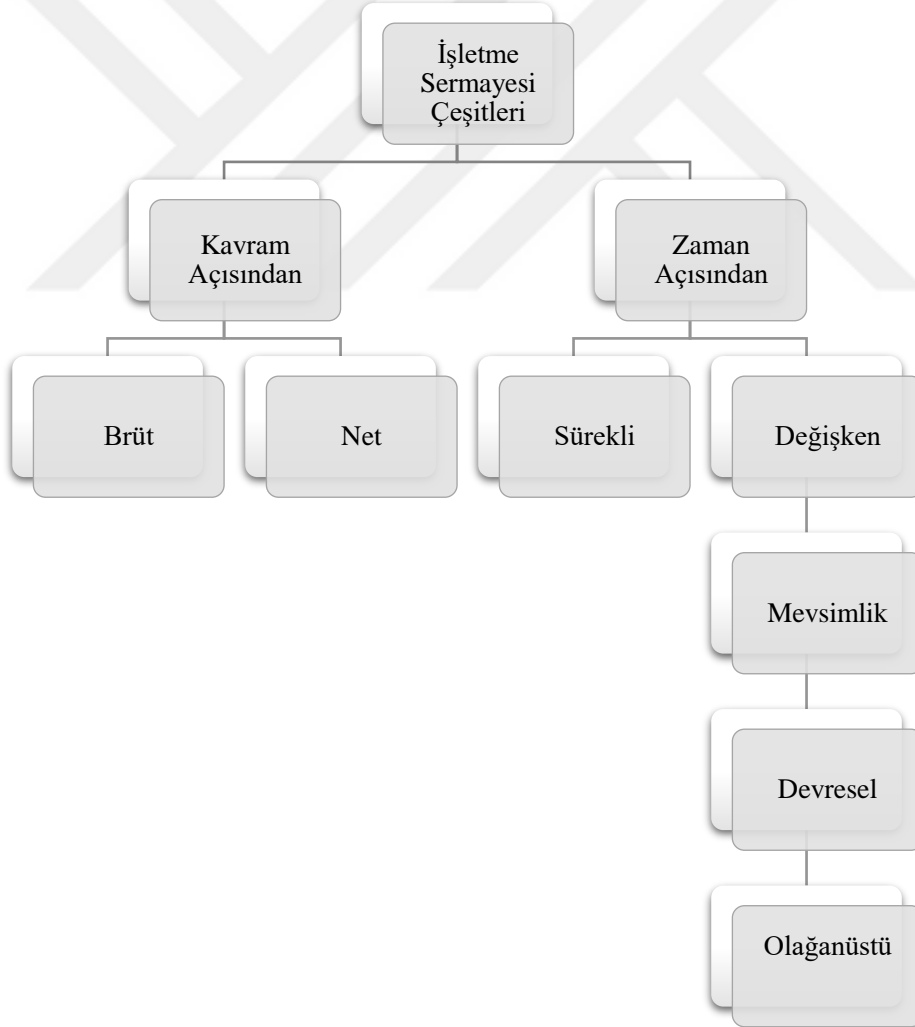 İşletme
Sermayesi
Çeşitleri
Kavram
Açısından
Zaman
Açısından
Brüt
Net
Sürekli
Değişken
Mevsimlik
Devresel
Olağanüstü